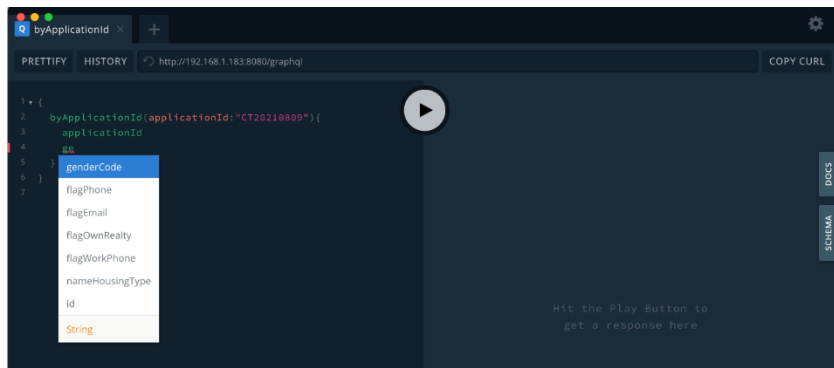 Q byApplicationId × +
PRETTIFY HISTORY http://192.168.1.183:8080/graphql COPY CURL
1 {
2 byApplicationId(applicationId:"CT20210809"){
3 applicationId
4 ge
5 }
6 }
7
genderCode
flagPhone
flagEmail
flagOwnRealty
flagWorkPhone
nameHousingType
id
String
DOCS
SCHEMA
Hit the Play Button to
get a response here